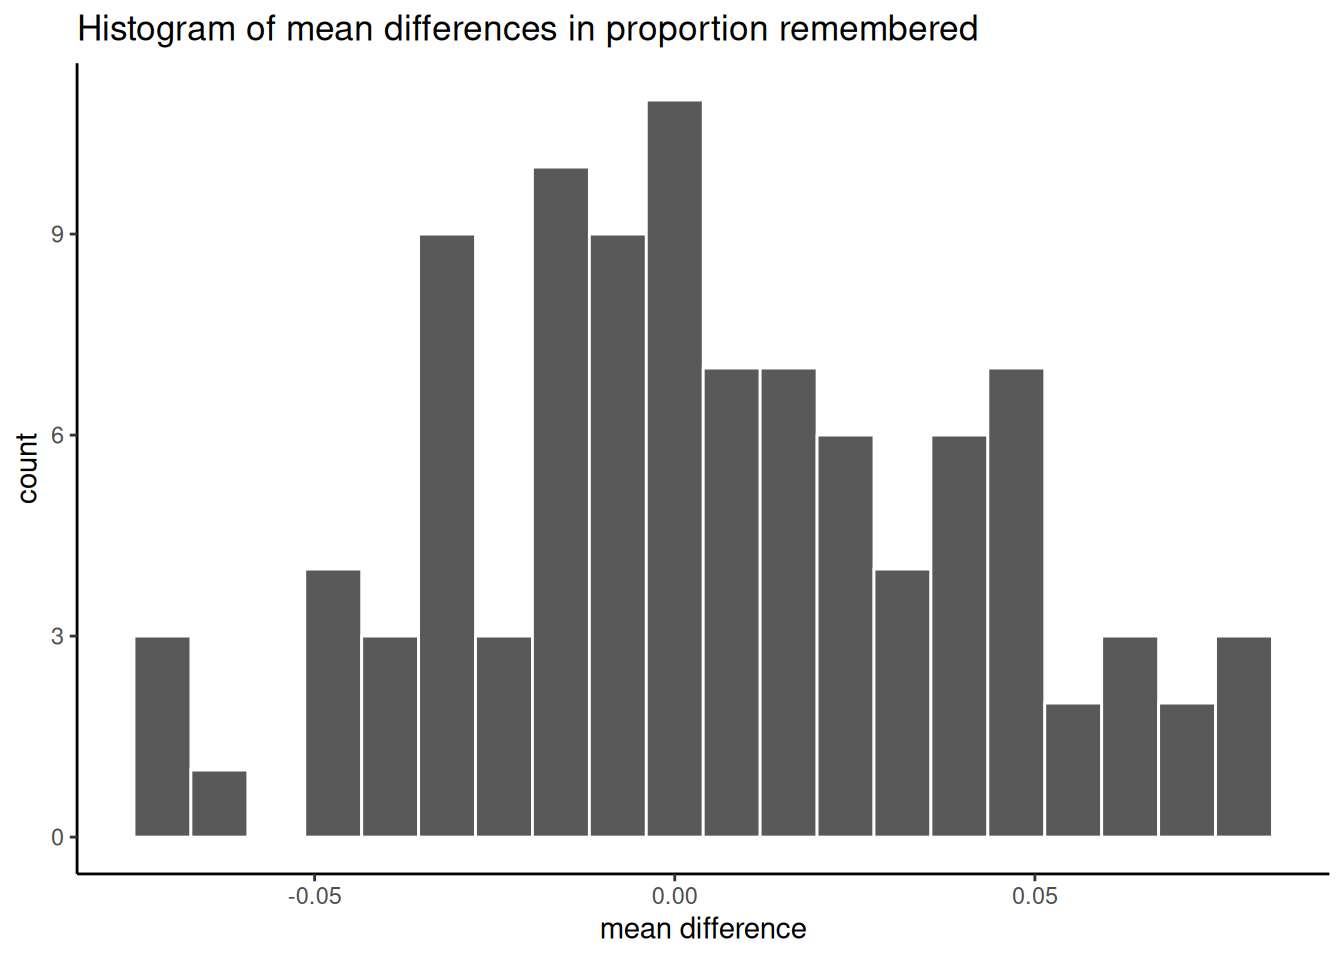 Histogram of mean differences in proportion remembered
count
9
6
3
0
-0.05
0.00
0.05
mean difference